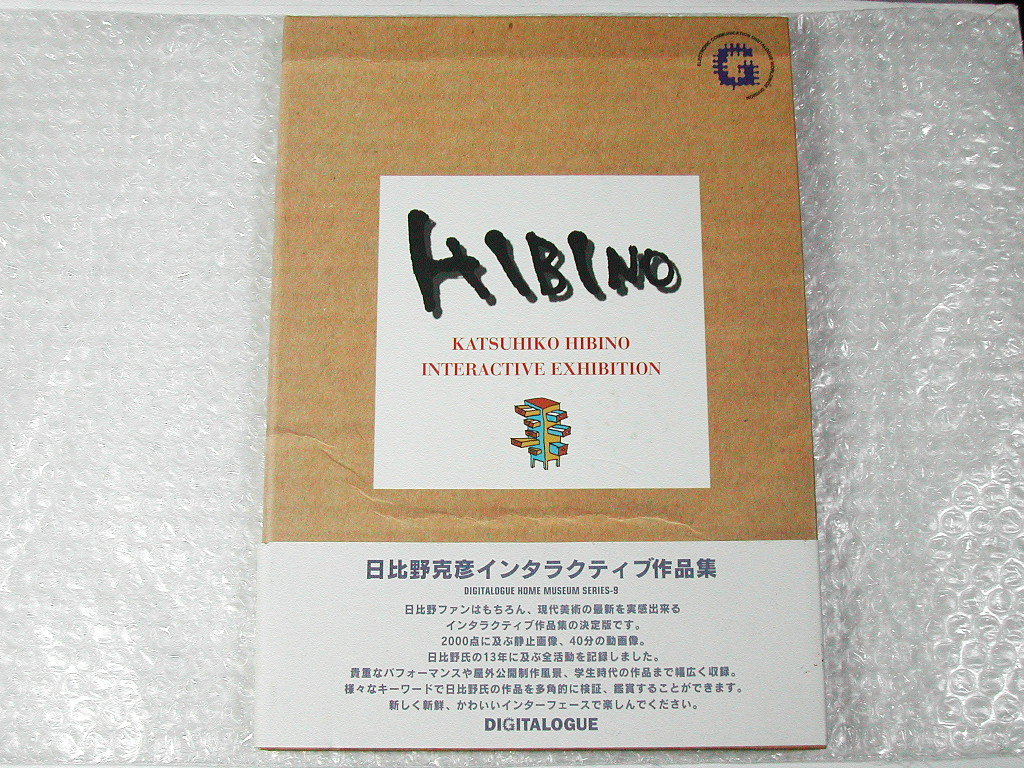 HIBINO
KATSUHIKO HIBINO
INTERACTIVE EXHIBITION
日比野克彦インタラクティブ作品集
DIGITALOGUE HOME MUSEUM SERIES-9
日比野ファンはもちろん、現代美術の最新を実感出来る
インタラクティブ作品集の決定版です。
2000点に及ぶ静止画像、40分の動画像。
日比野氏の13年に及ぶ全活動を記録しました。
貴重なパフォーマンスや屋外公開制作風景、学生時代の作品まで幅広く収録。
様々なキーワードで日比野氏の作品を多角的に検証、鑑賞することができます。
新しく新鮮、かわいいインターフェースで楽しんでください。
DIGITALOGUE